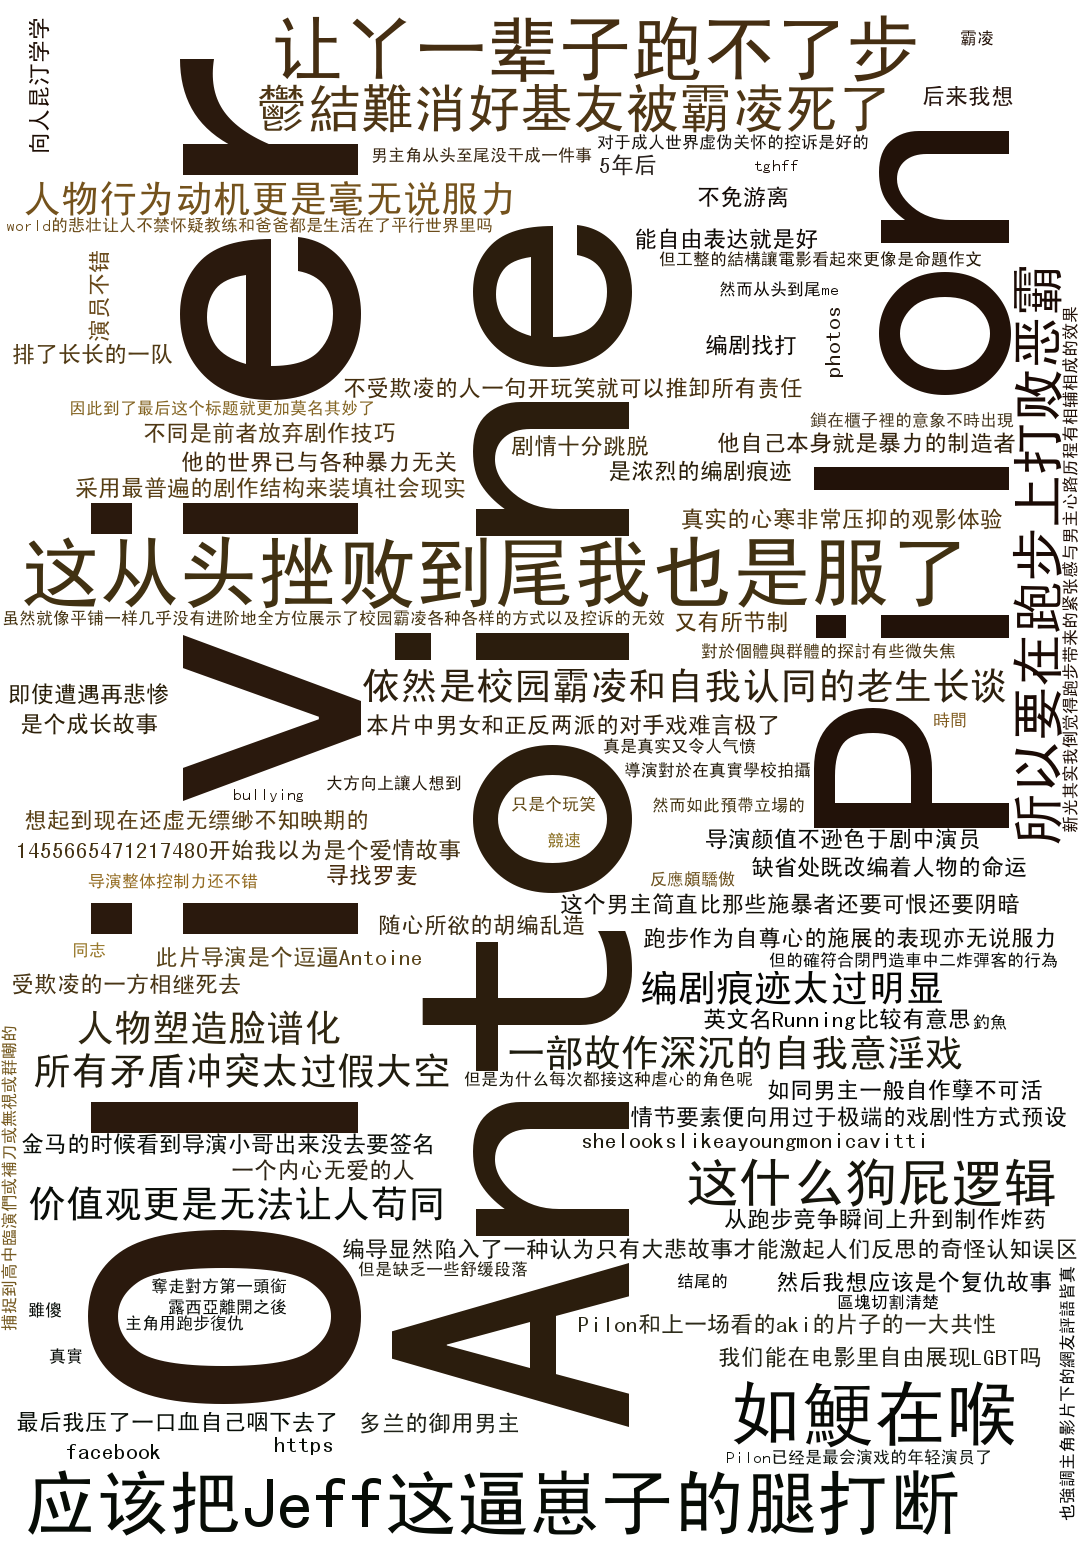 让丫一辈子跑不了步
霸凌
向人昆汀学学
鬱結難消好基友被霸凌死了
后来我想
男主角从头至尾没干成一件事
对于成人世界虚伪关怀的控诉是好的
5年后
tghff
人物行为动机更是毫无说服力
不免游离
world的悲壮让人不禁怀疑教练和爸爸都是生活在了平行世界里吗
能自由表达就是好
但工整的結構讓電影看起來更像是命題作文
演员不错
然而从头到尾me
photos
排了长长的一队
编剧找打
不受欺凌的人一句开玩笑就可以推卸所有责任
因此到了最后这个标题就更加莫名其妙了
鎖在櫃子裡的意象不時出現
不同是前者放弃剧作技巧
剧情十分跳脱
他自己本身就是暴力的制造者
他的世界已与各种暴力无关
是浓烈的编剧痕迹
采用最普遍的剧作结构来装填社会现实
真实的心寒非常压抑的观影体验
所以要在跑步上打败恶霸
新光其实我倒觉得跑步带来的紧张感与男主心路历程有相辅相成的效果
这从头挫败到尾我也是服了
虽然就像平铺一样几乎没有进阶地全方位展示了校园霸凌各种各样的方式以及控诉的无效
又有所节制
對於個體與群體的探討有些微失焦
即使遭遇再悲惨
依然是校园霸凌和自我认同的老生长谈
是个成长故事
本片中男女和正反两派的对手戏难言极了
時間
真是真实又令人气愤
導演對於在真實學校拍攝
大方向上讓人想到
bullying
只是个玩笑
然而如此預帶立場的
想起到现在还虚无缥缈不知映期的
競速
导演颜值不逊色于剧中演员
1455665471217480开始我以为是个爱情故事
缺省处既改编着人物的命运
导演整体控制力还不错
寻找罗麦
反應頗驕傲
这个男主简直比那些施暴者还要可恨还要阴暗
随心所欲的胡编乱造
同志
此片导演是个逗逼Antoine
跑步作为自尊心的施展的表现亦无说服力
但的確符合閉門造車中二炸彈客的行為
受欺凌的一方相继死去
编剧痕迹太过明显
人物塑造脸谱化
英文名Running比较有意思
釣魚
所有矛盾冲突太过假大空
一部故作深沉的自我意淫戏
但是为什么每次都接这种虐心的角色呢
如同男主一般自作孽不可活
捕捉到高中臨演們或補刀或無視或群嘲的
情节要素便向用过于极端的戏剧性方式预设
金马的时候看到导演小哥出来没去要签名
shelookslikeayoungmonicavitti
一个内心无爱的人
这什么狗屁逻辑
价值观更是无法让人苟同
从跑步竞争瞬间上升到制作炸药
编导显然陷入了一种认为只有大悲故事才能激起人们反思的奇怪认知误区
但是缺乏一些舒缓段落
奪走對方第一頭銜
结尾的
然后我想应该是个复仇故事
雖傻
露西亞離開之後
區塊切割清楚
主角用跑步復仇
Pilon和上一场看的aki的片子的一大共性
真實
我们能在电影里自由展现LGBT吗
也強調主角影片下的網友評語皆真
如鲠在喉
最后我压了一口血自己咽下去了
多兰的御用男主
facebook
https
Pilon已经是最会演戏的年轻演员了
应该把Jeff这逼崽子的腿打断
Olivier
Antoine
Pilon